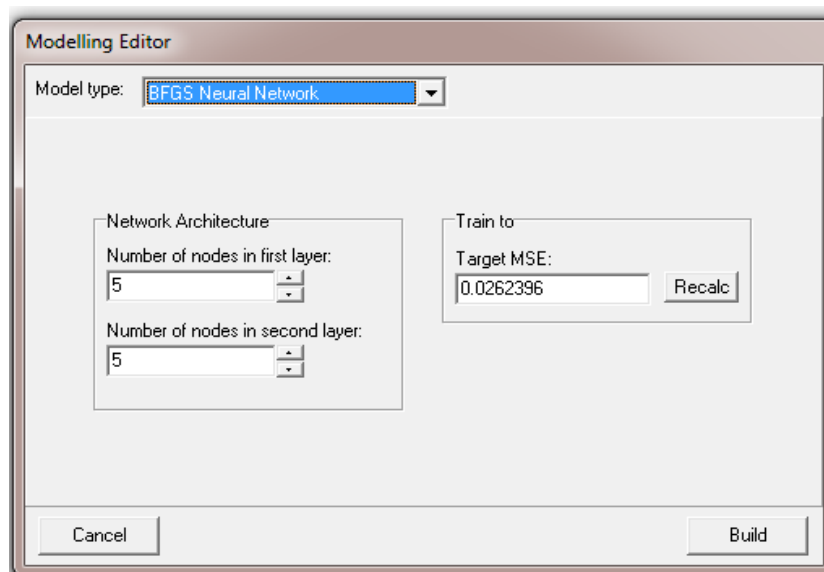 Modelling Editor
Model type: BFGS Neural Network
Network Architecture
Number of nodes in first layer:
5
Number of nodes in second layer:
5
Train to
Target MSE:
0.0262396 Recalc
Cancel Build